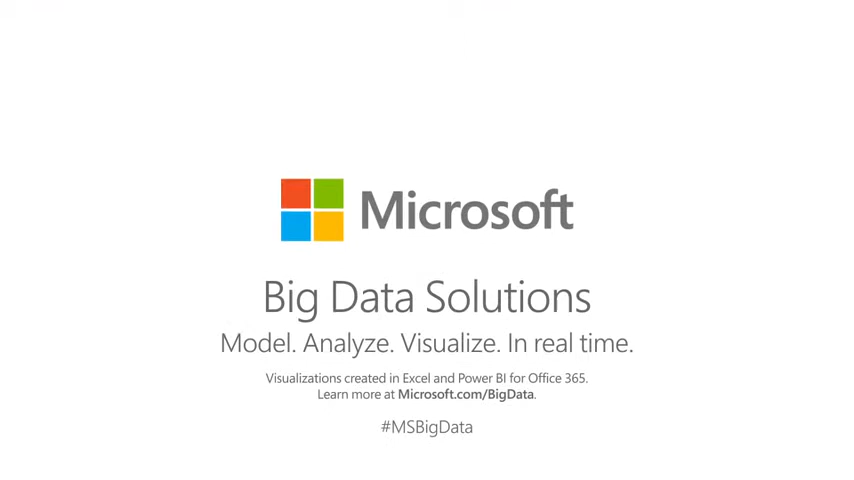 Microsoft
Big Data Solutions
Model. Analyze. Visualize. In real time.
Visualizations created in Excel and Power BI for Office 365.
Learn more at Microsoft.com/BigData.
#MSBigData